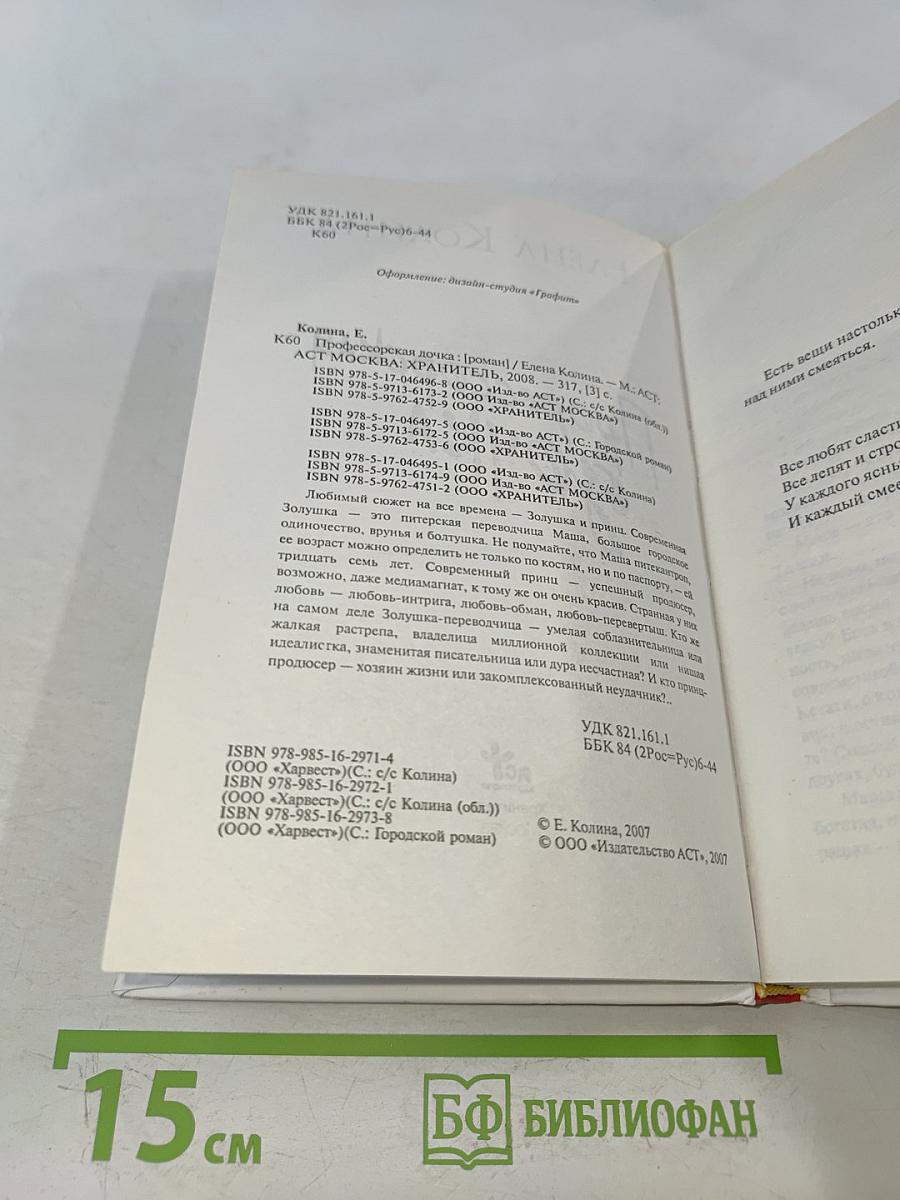 УДК 821.161.1
ББК 84 (2Рос=Рус)6-44
К60
Оформление: дизайн-студия «Графит»
Колина, Е.
К60 Профессорская дочка : [роман] / Елена Колина. — М.: АСТ:
АСТ МОСКВА: ХРАНИТЕЛЬ, 2008. — 317, [3] с.
ISBN 978-5-17-046496-8 (ООО «Изд-во АСТ») (С.: с/с Колина (обл.))
ISBN 978-5-9713-6173-2 (ООО Изд-во «АСТ МОСКВА»)
ISBN 978-5-9762-4752-9 (ООО «ХРАНИТЕЛЬ»)
ISBN 978-5-17-046497-5 (ООО «Изд-во АСТ») (С.: Городской роман)
ISBN 978-5-9713-6172-5 (ООО Изд-во «АСТ МОСКВА»)
ISBN 978-5-9762-4753-6 (ООО «ХРАНИТЕЛЬ»)
ISBN 978-5-17-046495-1 (ООО «Изд-во АСТ») (С.: с/с Колина)
ISBN 978-5-9713-6174-9 (ООО Изд-во «АСТ МОСКВА»)
ISBN 978-5-9762-4751-2 (ООО «ХРАНИТЕЛЬ»)
Любимый сюжет на все времена — Золушка и принц. Современная
Золушка — это питерская переводчица Маша, большое городское
одиночество, врунья и болтушка. Не подумайте, что Маша питекантроп,
ее возраст можно определить не только по костям, но и по паспорту, — ей
тридцать семь лет. Современный принц — успешный продюсер,
возможно, даже медиамагнат, к тому же он очень красив. Странная у них
любовь — любовь-интрига, любовь-обман, любовь-перевертыш. Кто же
на самом деле Золушка-переводчица — умелая соблазнительница или
жалкая растрепа, владелица миллионной коллекции или нищая
идеалистка, знаменитая писательница или дура несчастная? И кто принц-
продюсер — хозяин жизни или закомплексованный неудачник?..
УДК 821.161.1
ББК 84 (2Рос=Рус)6-44
ISBN 978-985-16-2971-4
(ООО «Харвест»)(С.: с/с Колина)
ISBN 978-985-16-2972-1
(ООО «Харвест»)(С.: с/с Колина (обл.))
ISBN 978-985-16-2973-8
(ООО «Харвест»)(С.: Городской роман)
© Е. Колина, 2007
© ООО «Издательство АСТ», 2007
Есть вещи настольк
над ними смеяться.
Все любят сласти
Все лепят и стро
У каждого ясны
И каждый смее
15 см
БФ БИБЛИОФАН